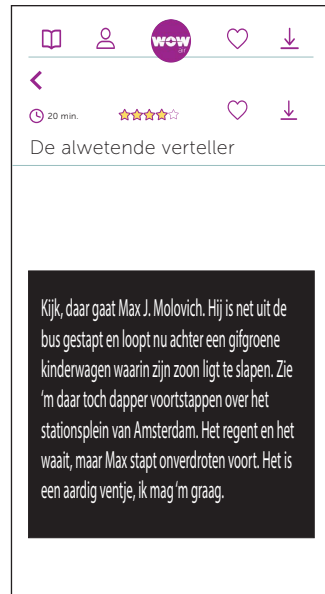 wow
air
20 min.
De alwetende verteller
Kijk, daar gaat Max J. Molovich. Hij is net uit de
bus gestapt en loopt nu achter een gifgroene
kinderwagen waarin zijn zoon ligt te slapen. Zie
‘m daar toch dapper voortstappen over het
stationsplein van Amsterdam. Het regent en het
waait, maar Max stapt onverdroten voort. Het is
een aardig ventje, ik mag ‘m graag.